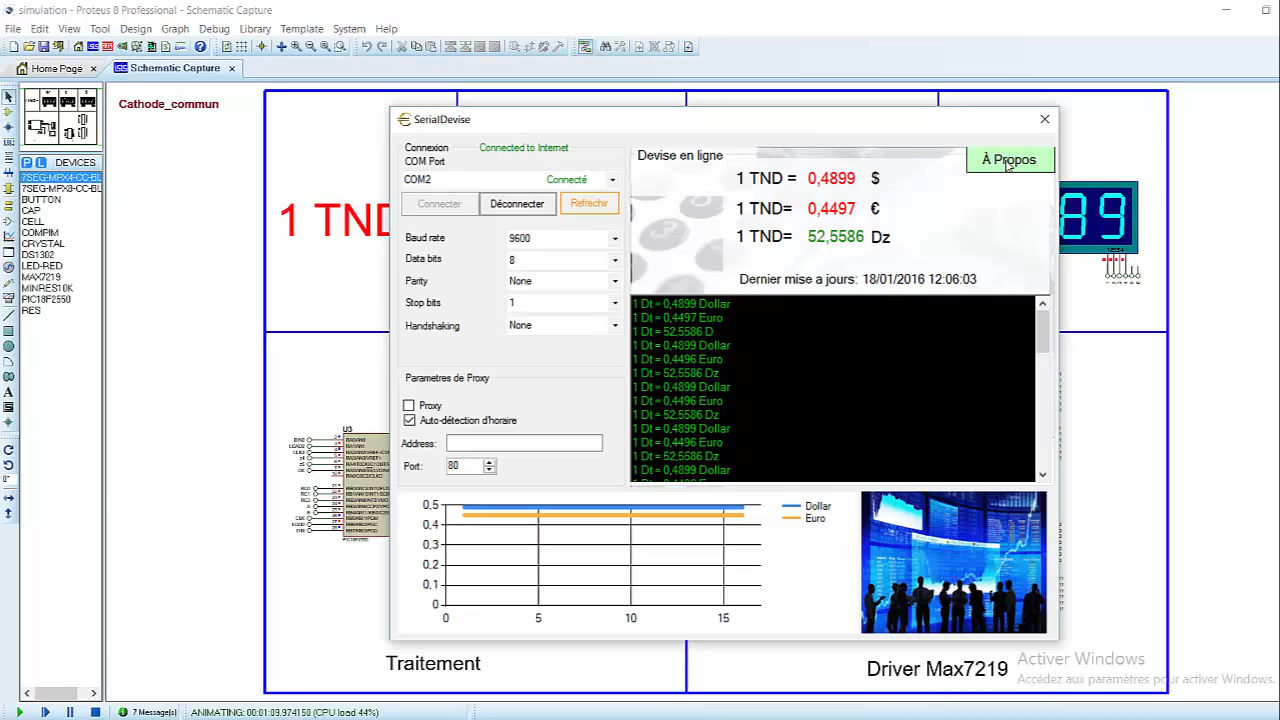 simulation - Proteus 8 Professional - Schematic Capture
File Edit View Tool Design Graph Debug Library Template System Help
Home Page
Schematic Capture
P L DEVICES
7SEG-MPX4-CC-BL
7SEG-MPX8-CC-BL
BUTTON
CAP
CELL
COMPIM
CRYSTAL
DS1302
LED-RED
MAX7219
MINRES10K
PIC18F2550
RES
Cathode_commun
1 TND
89
U3
PIC18F2550
SerialDevise
Connexion
Connected to Internet
COM Port
COM2
Connecté
Connecter
Déconnecter
Refrechir
Baud rate
9600
Data bits
8
Parity
None
Stop bits
1
Handshaking
None
Parametres de Proxy
Proxy
Auto-détection d'horaire
Address:
Port:
80
Devise en ligne
À Propos
1 TND = 0,4899 $
1 TND= 0,4497 €
1 TND= 52,5586 Dz
Dernier mise a jours: 18/01/2016 12:06:03
1 Dt = 0,4899 Dollar
1 Dt = 0,4497 Euro
1 Dt = 52,5586 D
1 Dt = 0,4899 Dollar
1 Dt = 0,4496 Euro
1 Dt = 52,5586 Dz
1 Dt = 0,4899 Dollar
1 Dt = 0,4496 Euro
1 Dt = 52,5586 Dz
1 Dt = 0,4899 Dollar
1 Dt = 0,4496 Euro
1 Dt = 52,5586 Dz
1 Dt = 0,4899 Dollar
0.5
0.4
0,3
0,2
0,1
0
0 5 10 15
Dollar
Euro
Traitement
Driver Max7219
Activer Windows
Accédez aux paramètres pour activer Windows.
7 Message(s)
ANIMATING: 00:01:09.974150 (CPU load 44%)